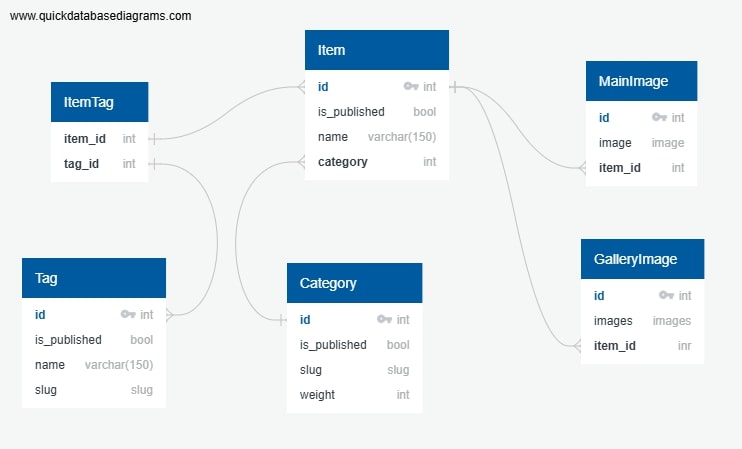 www.quickdatabasediagrams.com
ItemTag
item_id int
tag_id int
Item
id int
is_published bool
name varchar(150)
category int
MainImage
id int
image image
item_id int
Tag
id int
is_published bool
name varchar(150)
slug slug
Category
id int
is_published bool
slug slug
weight int
GalleryImage
id int
images images
item_id inr